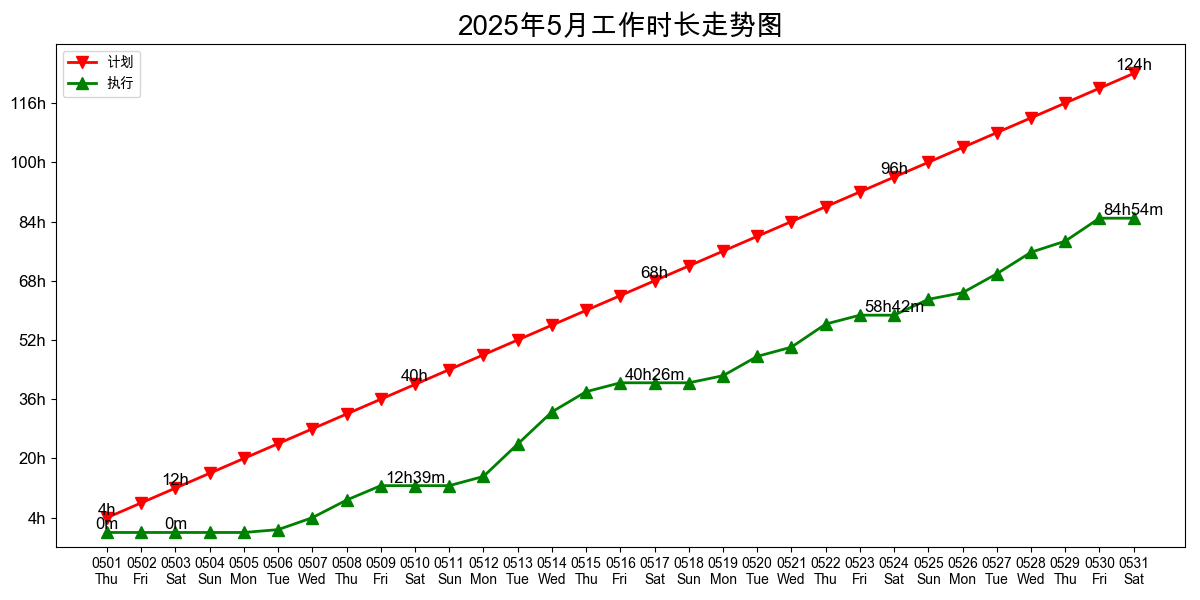 2025年5月工作时长走势图
计划
执行
116h
100h
84h
68h
52h
36h
20h
4h
124h
96h
68h
40h
12h
4h
84h54m
58h42m
40h26m
12h39m
0m
0m
0501 0502 0503 0504 0505 0506 0507 0508 0509 0510 0511 0512 0513 0514 0515 0516 0517 0518 0519 0520 0521 0522 0523 0524 0525 0526 0527 0528 0529 0530 0531
Thu Fri Sat Sun Mon Tue Wed Thu Fri Sat Sun Mon Tue Wed Thu Fri Sat Sun Mon Tue Wed Thu Fri Sat Sun Mon Tue Wed Thu Fri Sat